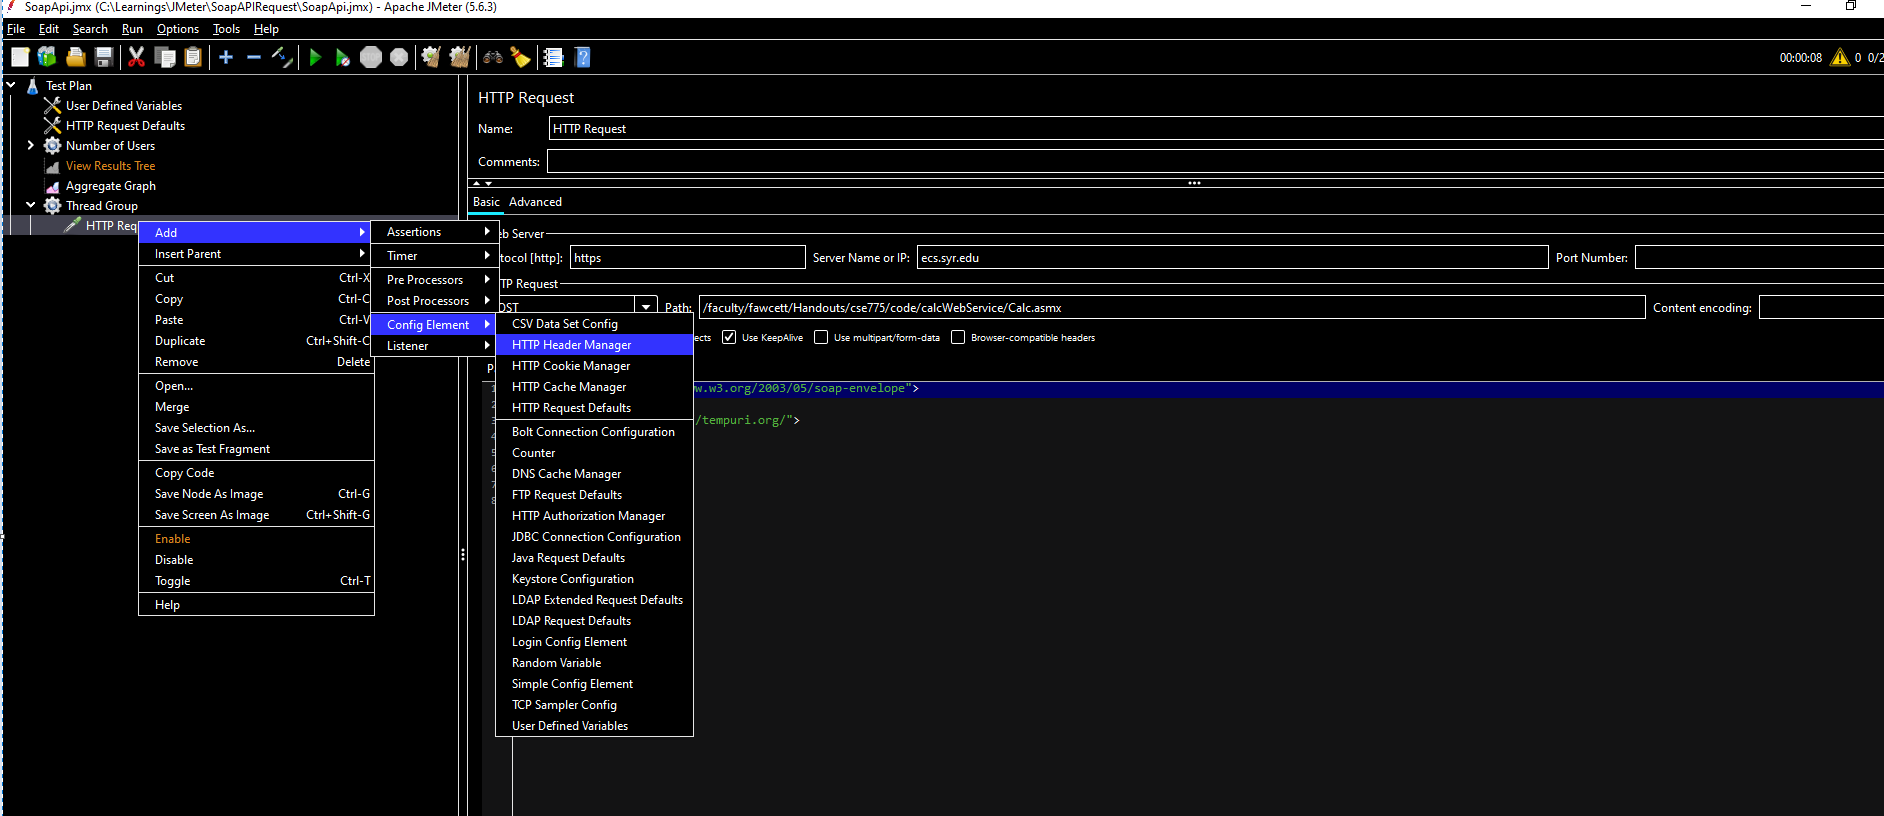 SoapApi.jmx (C:\Learnings\JMeter\SoapAPIRequest\SoapApi.jmx) - Apache JMeter (5.6.3)
File Edit Search Run Options Tools Help
00:00:08 0 0/2
Test Plan
User Defined Variables
HTTP Request Defaults
Number of Users
View Results Tree
Aggregate Graph
Thread Group
HTTP Req
Add
Insert Parent
Cut Ctrl-X
Copy Ctrl-C
Paste Ctrl-V
Duplicate Ctrl+Shift-C
Remove Delete
Open...
Merge
Save Selection As...
Save as Test Fragment
Copy Code
Save Node As Image Ctrl-G
Save Screen As Image Ctrl+Shift-G
Enable
Disable
Toggle Ctrl-T
Help
Assertions
Timer
Pre Processors
Post Processors
Config Element
Listener
CSV Data Set Config
HTTP Header Manager
HTTP Cookie Manager
HTTP Cache Manager
HTTP Request Defaults
Bolt Connection Configuration
Counter
DNS Cache Manager
FTP Request Defaults
HTTP Authorization Manager
JDBC Connection Configuration
Java Request Defaults
Keystore Configuration
LDAP Extended Request Defaults
LDAP Request Defaults
Login Config Element
Random Variable
Simple Config Element
TCP Sampler Config
User Defined Variables
HTTP Request
Name: HTTP Request
Comments:
Basic Advanced
eb Server
tocol [http]: https Server Name or IP: ecs.syr.edu Port Number:
TP Request
OST Path: /faculty/fawcett/Handouts/cse775/code/calcWebService/Calc.asmx Content encoding:
ects Use KeepAlive Use multipart/form-data Browser-compatible headers
P
w.w3.org/2003/05/soap-envelope">
/tempuri.org/">